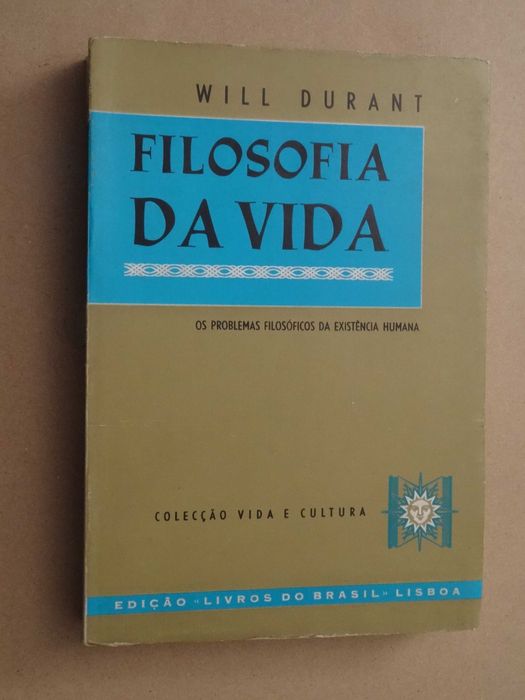 WILL DURANT
FILOSOFIA
DA VIDA
OS PROBLEMAS FILOSÓFICOS DA EXISTÊNCIA HUMANA
COLECÇÃO VIDA E CULTURA
EDIÇÃO «LIVROS DO BRASIL» LISBOA